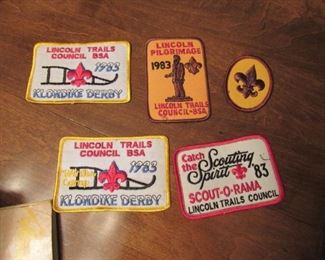 LINCOLN TRAILS
COUNCIL BSA
1983
KLONDIKE DERBY
LINCOLN
PILGRIMAGE
1983
LINCOLN TRAILS
COUNCIL-BSA
LINCOLN TRAILS
COUNCIL BSA
1983
KLONDIKE DERBY
Catch
the Scouting
Spirit '83
SCOUT-O-RAMA
LINCOLN TRAILS COUNCIL